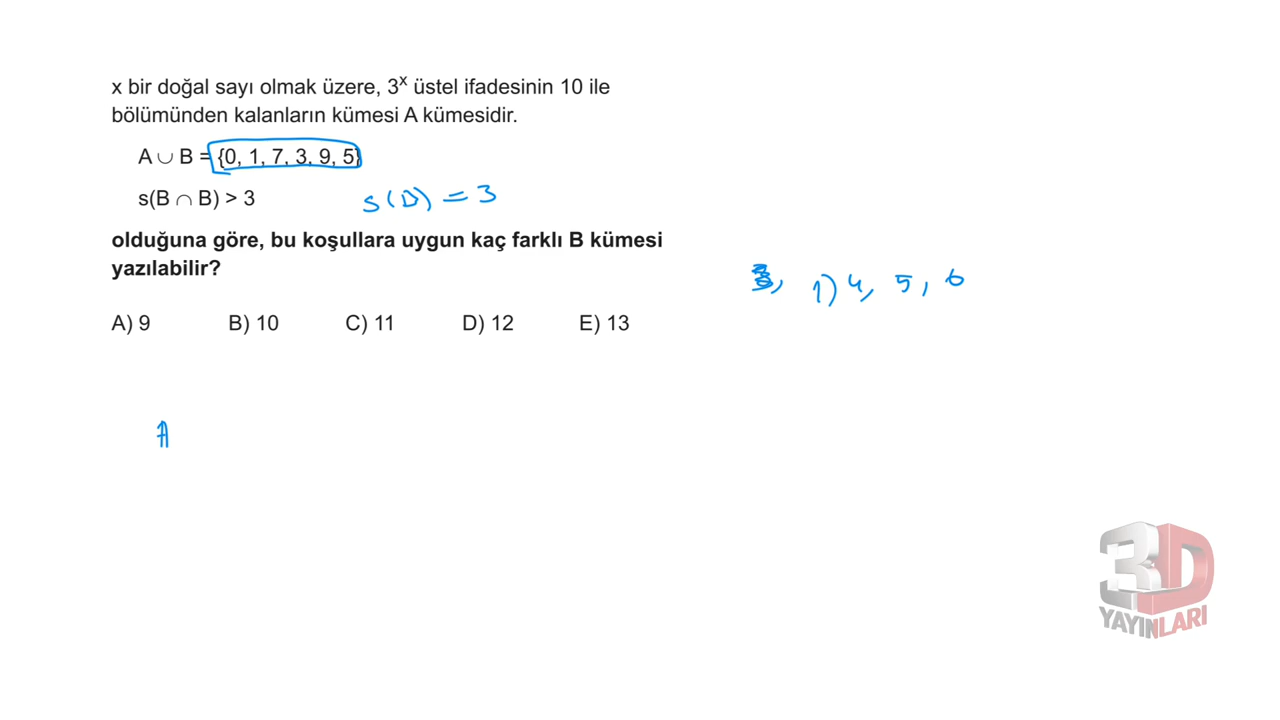 x bir doğal sayı olmak üzere, 3ˣ üstel ifadesinin 10 ile
bölümünden kalanların kümesi A kümesidir.
A ∪ B = {0, 1, 7, 3, 9, 5}
s(B ∩ B) > 3
s(B) = 3
olduğuna göre, bu koşullara uygun kaç farklı B kümesi
yazılabilir?
1) 4, 5, 6
A) 9 B) 10 C) 11 D) 12 E) 13
A
3D
YAYINLARI